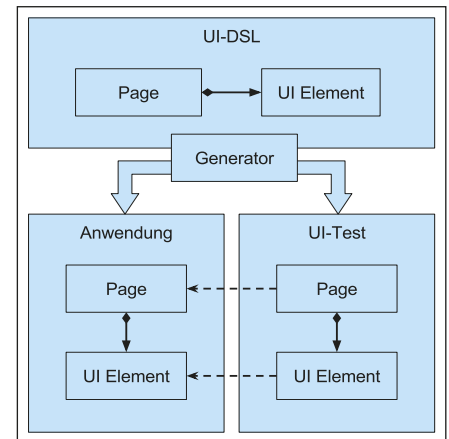 UI-DSL
Page
UI Element
Generator
Anwendung
UI-Test
Page
Page
UI Element
UI Element